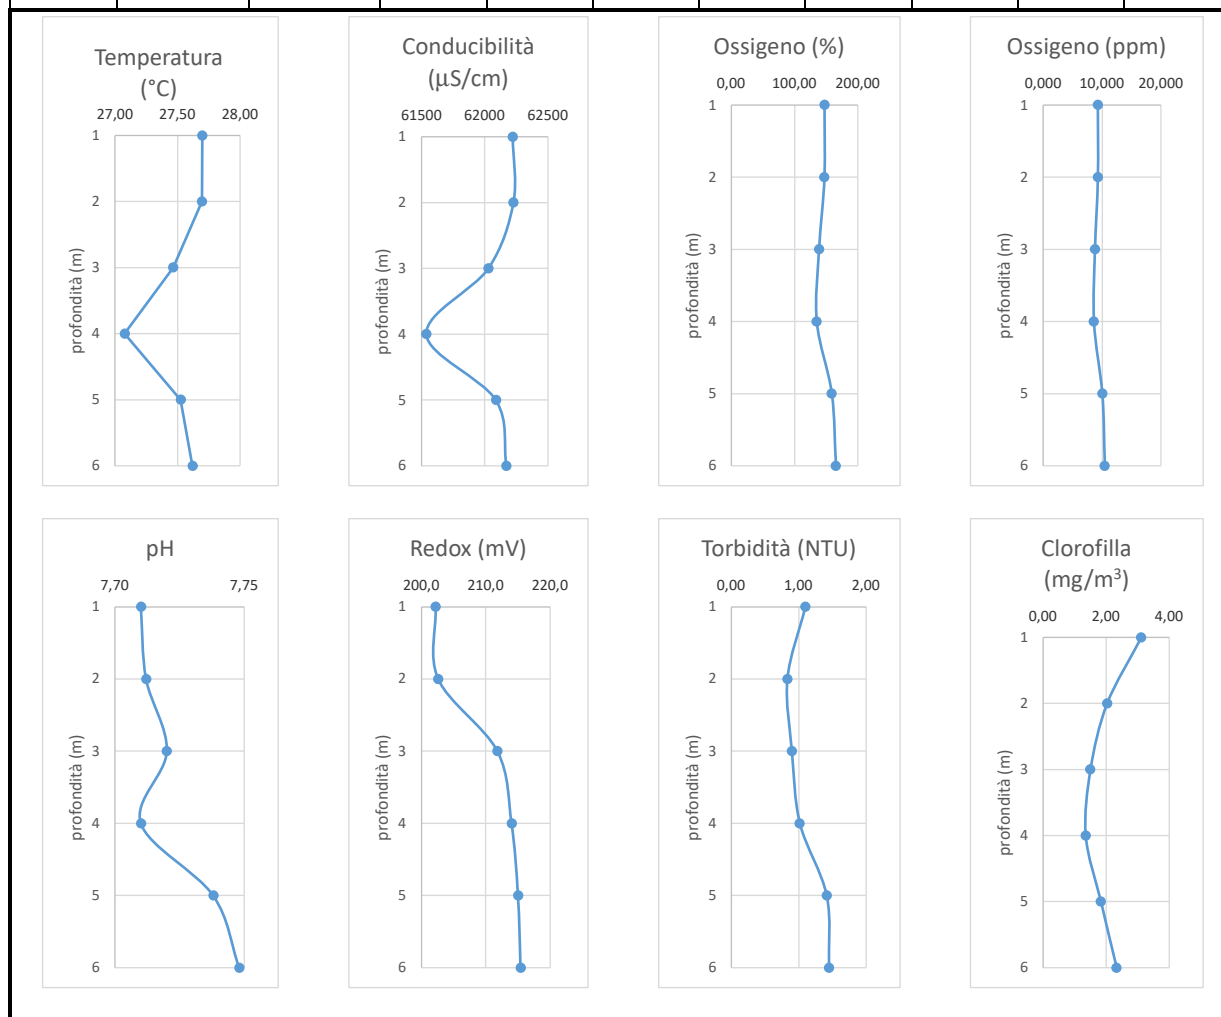 Temperatura
(°C)
27,00 27,50 28,00
1
2
3
4
5
6
profondità (m)
Conducibilità
(μS/cm)
61500 62000 62500
1
2
3
4
5
6
profondità (m)
Ossigeno (%)
0,00 100,00 200,00
1
2
3
4
5
6
profondità (m)
Ossigeno (ppm)
0,000 10,000 20,000
1
2
3
4
5
6
profondità (m)
pH
7,70 7,75
1
2
3
4
5
6
profondità (m)
Redox (mV)
200,0 210,0 220,0
1
2
3
4
5
6
profondità (m)
Torbidità (NTU)
0,00 1,00 2,00
1
2
3
4
5
6
profondità (m)
Clorofilla
(mg/m³)
0,00 2,00 4,00
1
2
3
4
5
6
profondità (m)